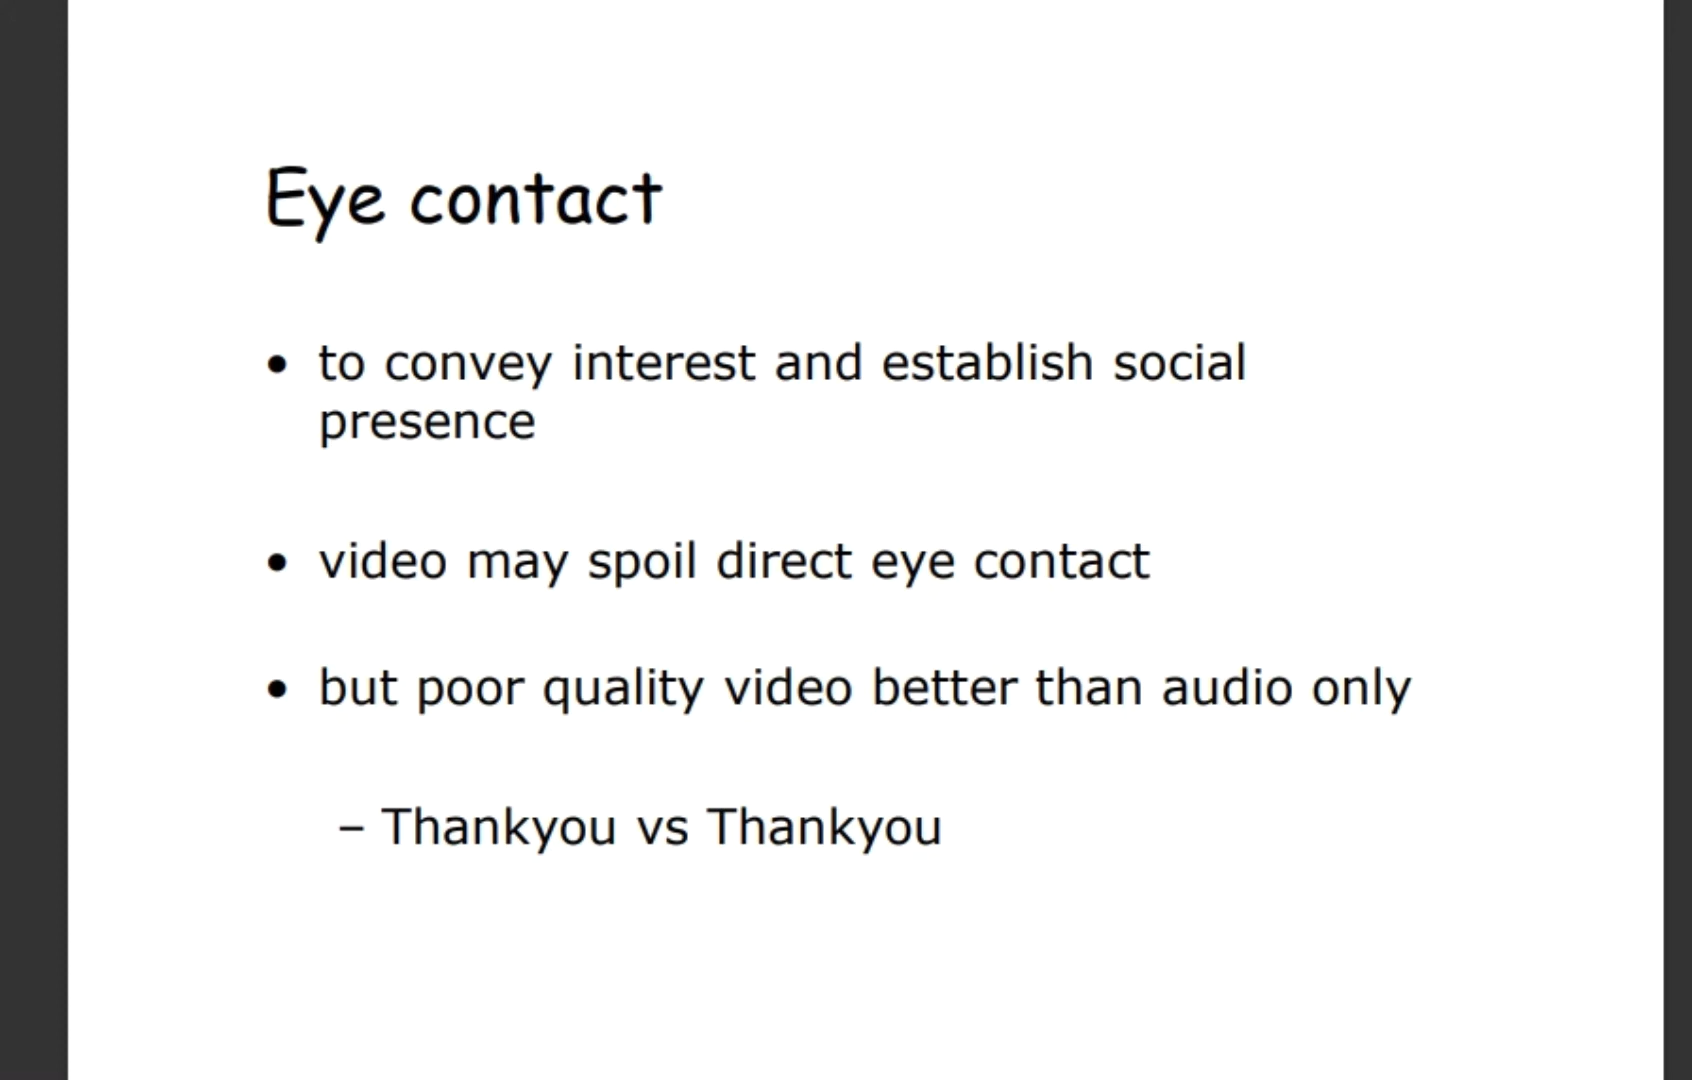 Eye contact
• to convey interest and establish social
presence
• video may spoil direct eye contact
• but poor quality video better than audio only
– Thankyou vs Thankyou